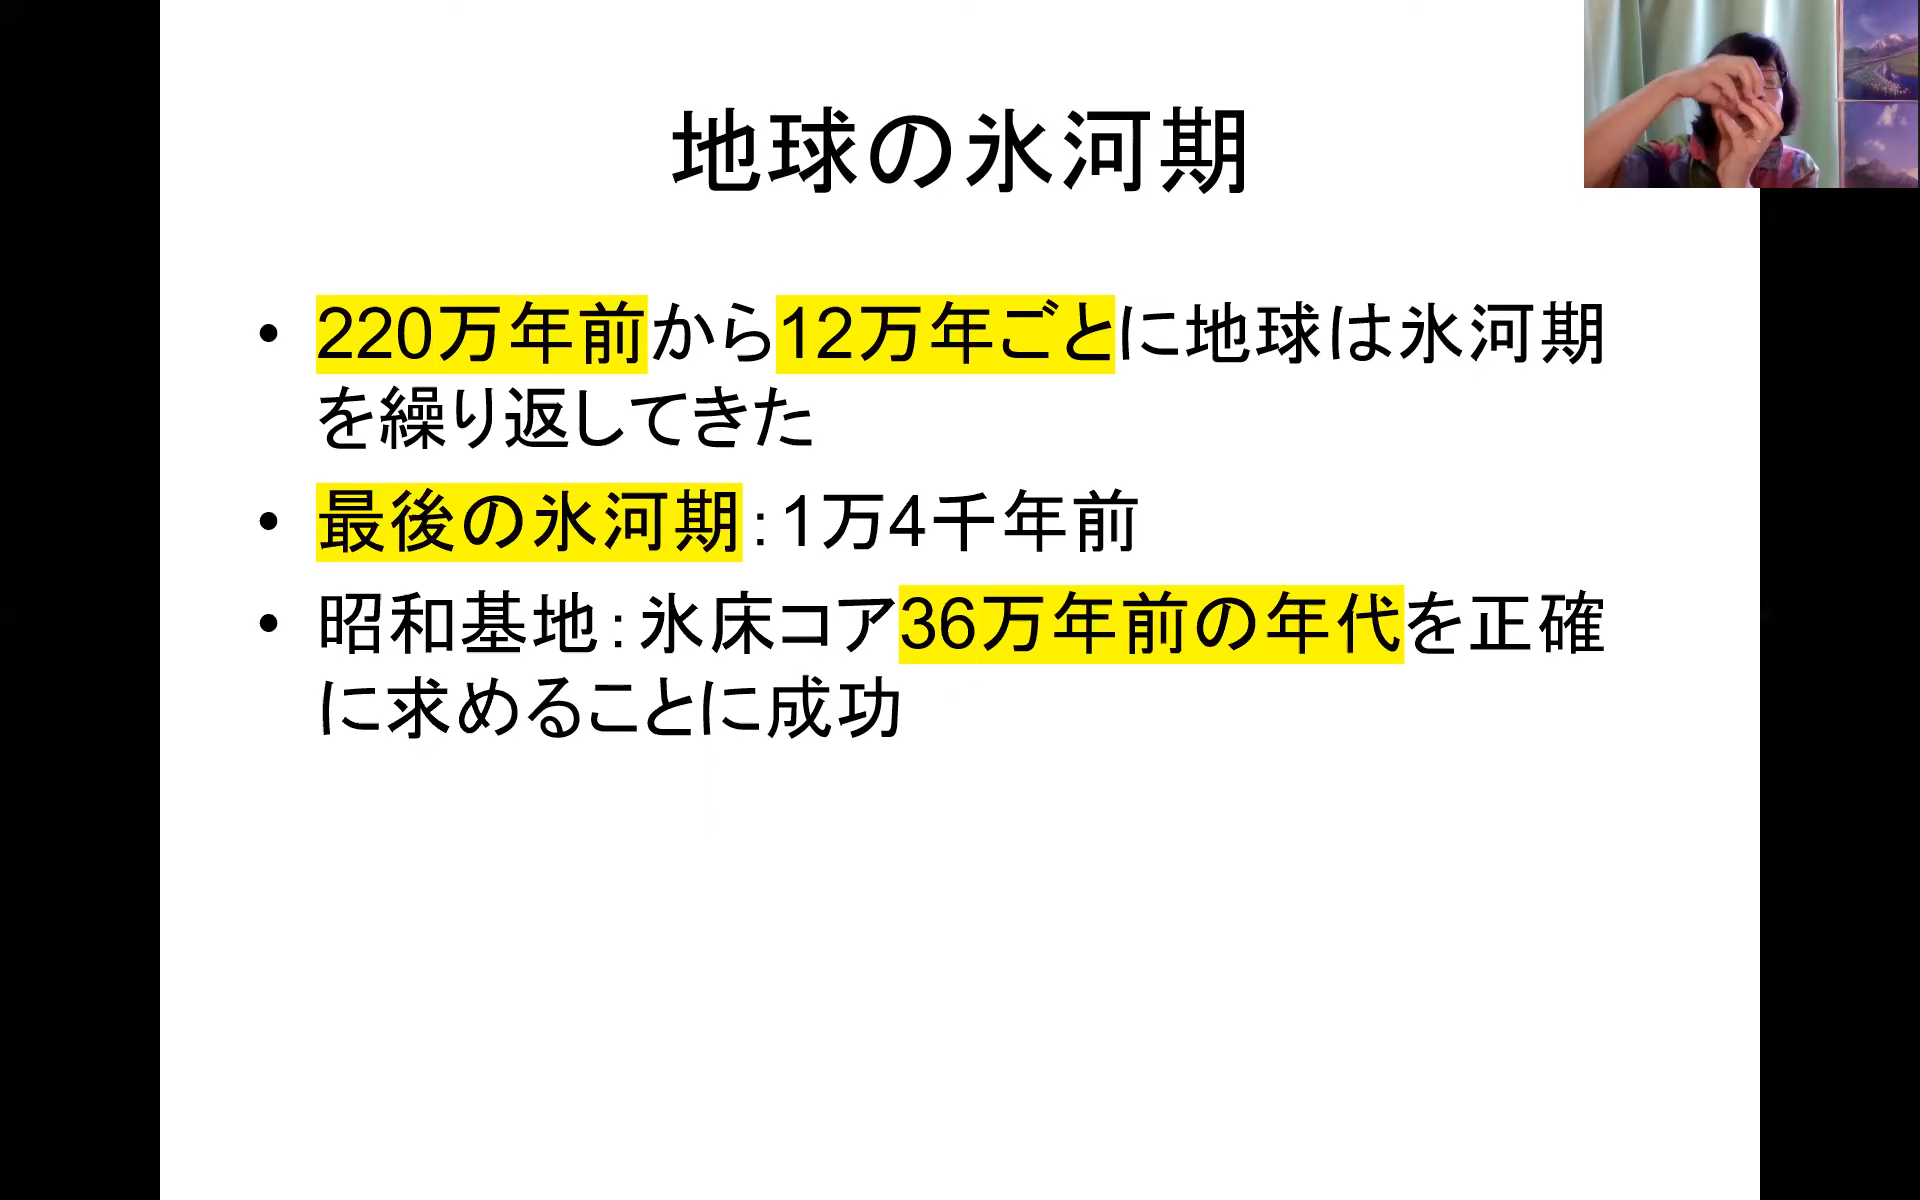 地球の氷河期
• 220万年前から12万年ごとに地球は氷河期
を繰り返してきた
• 最後の氷河期：1万4千年前
• 昭和基地：氷床コア36万年前の年代を正確
に求めることに成功